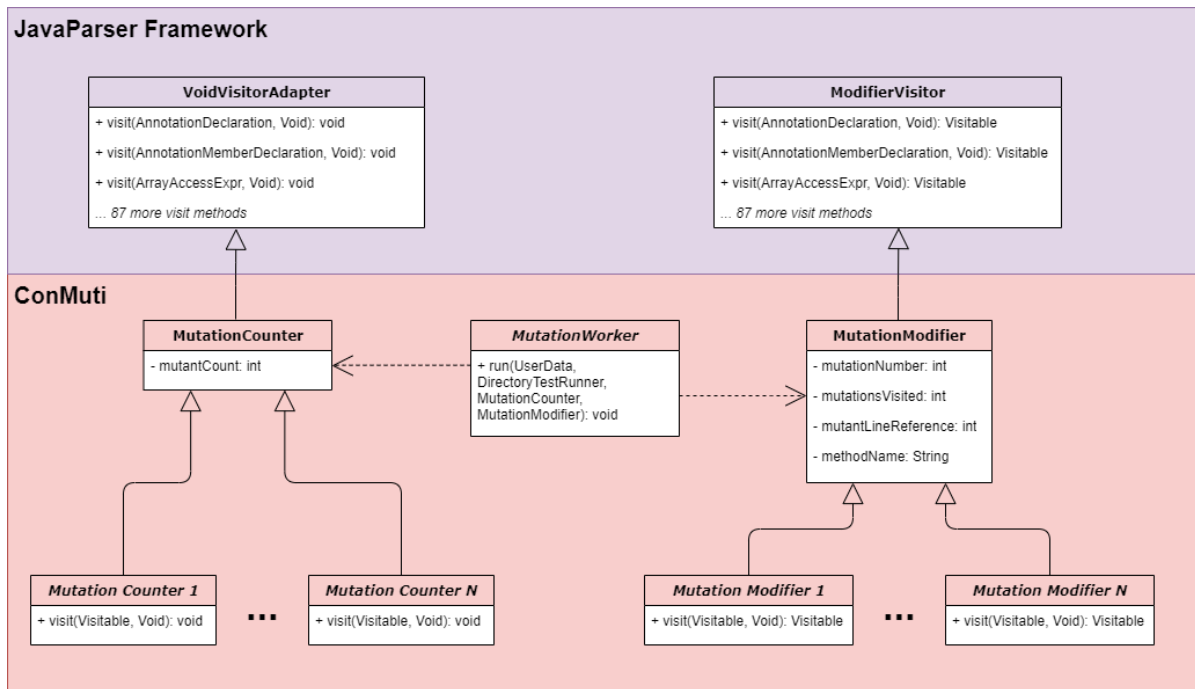 JavaParser Framework
VoidVisitorAdapter
+ visit(AnnotationDeclaration, Void): void
+ visit(AnnotationMemberDeclaration, Void): void
+ visit(ArrayAccessExpr, Void): void
... 87 more visit methods
ModifierVisitor
+ visit(AnnotationDeclaration, Void): Visitable
+ visit(AnnotationMemberDeclaration, Void): Visitable
+ visit(ArrayAccessExpr, Void): Visitable
... 87 more visit methods
ConMuti
MutationCounter
- mutantCount: int
MutationWorker
+ run(UserData,
DirectoryTestRunner,
MutationCounter,
MutationModifier): void
MutationModifier
- mutationNumber: int
- mutationsVisited: int
- mutantLineReference: int
- methodName: String
Mutation Counter 1
+ visit(Visitable, Void): void
...
Mutation Counter N
+ visit(Visitable, Void): void
Mutation Modifier 1
+ visit(Visitable, Void): Visitable
...
Mutation Modifier N
+ visit(Visitable, Void): Visitable